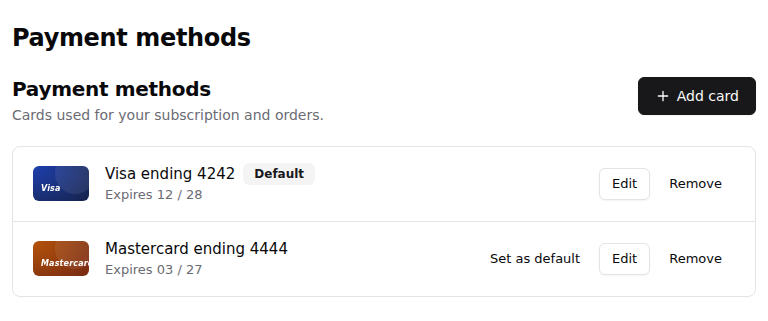 Payment methods
Payment methods
Cards used for your subscription and orders.
+ Add card
Visa
Visa ending 4242 Default
Expires 12 / 28
Edit Remove
Mastercard ending 4444
Expires 03 / 27
Set as default Edit Remove